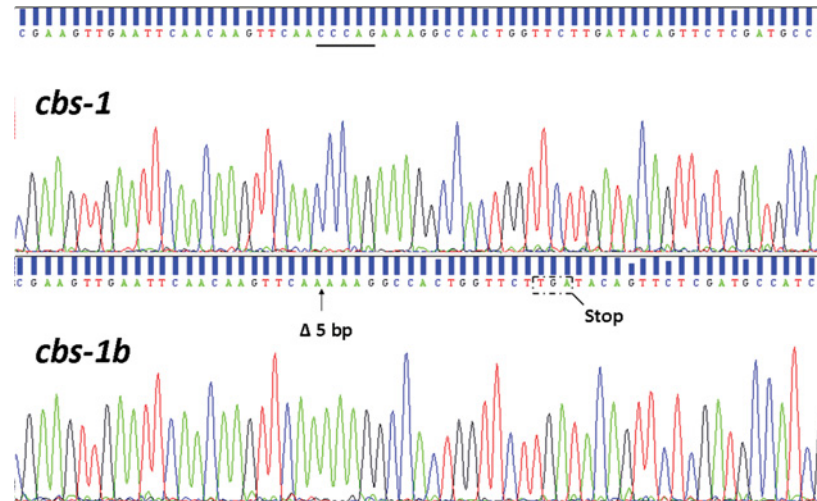 CGAAGTTGAATTCAACAAGTTCAACCCAGAAAGGCCACTGGTTCTTGATACAGTTCTCGATGCC
cbs-1
CGAAGTTGAATTCAACAAGTTCAAAAAGGCCACTGGTTCTTGATACAGTTCTCGATGCCATC
Δ 5 bp
Stop
cbs-1b